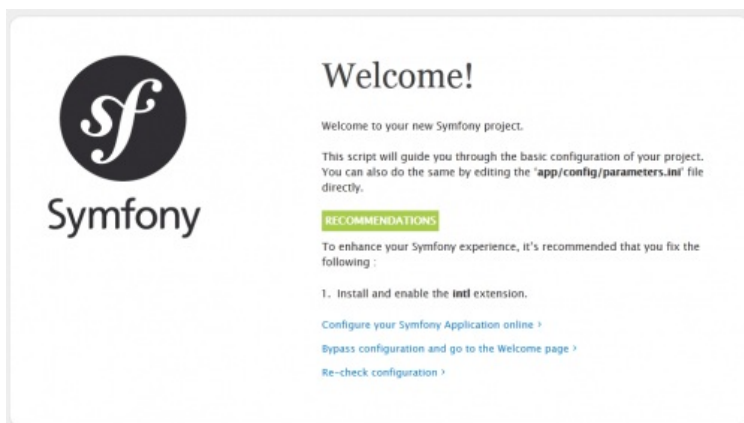 sf
Symfony
Welcome!
Welcome to your new Symfony project.
This script will guide you through the basic configuration of your project.
You can also do the same by editing the 'app/config/parameters.ini' file
directly.
RECOMMENDATIONS
To enhance your Symfony experience, it's recommended that you fix the
following :
1. Install and enable the intl extension.
Configure your Symfony Application online ›
Bypass configuration and go to the Welcome page ›
Re-check configuration ›